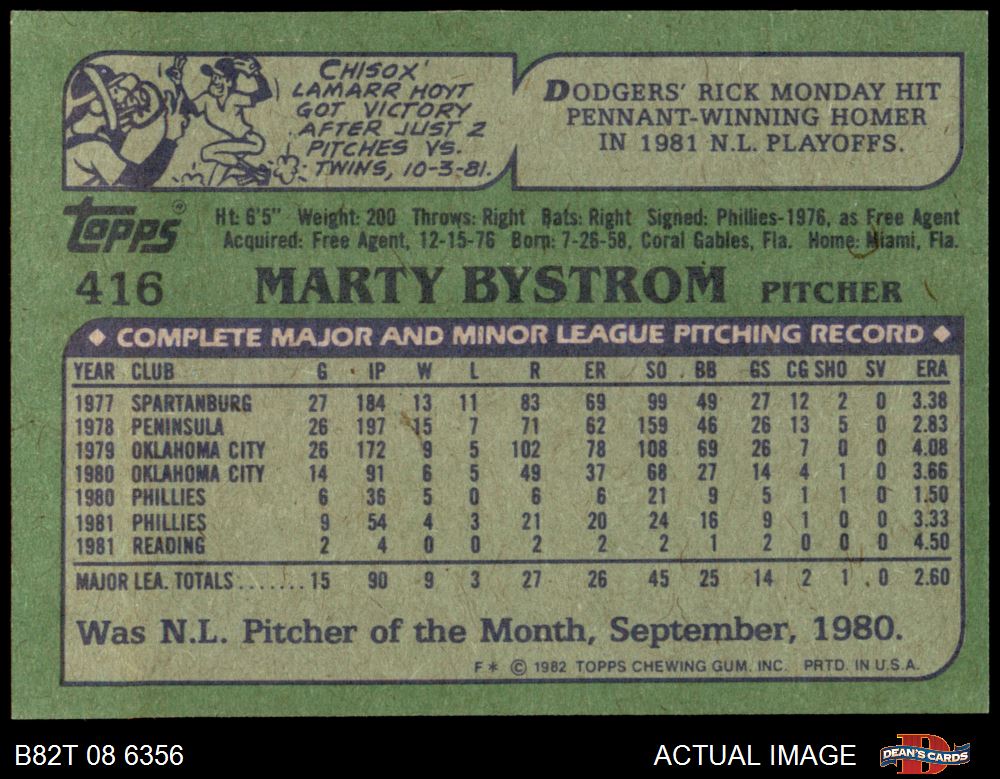 CHISOX'
LAMARR HOYT
GOT VICTORY
AFTER JUST 2
PITCHES VS.
TWINS, 10-3-81.
DODGERS' RICK MONDAY HIT
PENNANT-WINNING HOMER
IN 1981 N.L. PLAYOFFS.
TOPPS®
Ht: 6'5" Weight: 200 Throws: Right Bats: Right Signed: Phillies-1976, as Free Agent
Acquired: Free Agent, 12-15-76 Born: 7-26-58, Coral Gables, Fla. Home: Miami, Fla.
416 MARTY BYSTROM PITCHER
◆ COMPLETE MAJOR AND MINOR LEAGUE PITCHING RECORD ◆
YEAR CLUB G IP W L R ER SO BB GS CG SHO SV ERA
1977 SPARTANBURG 27 184 13 11 83 69 99 49 27 12 2 0 3.38
1978 PENINSULA 26 197 15 7 71 62 159 46 26 13 5 0 2.83
1979 OKLAHOMA CITY 26 172 9 5 102 78 108 69 26 7 0 0 4.08
1980 OKLAHOMA CITY 14 91 6 5 49 37 68 27 14 4 1 0 3.66
1980 PHILLIES 6 36 5 0 6 6 21 9 5 1 1 0 1.50
1981 PHILLIES 9 54 4 3 21 20 24 16 9 1 0 0 3.33
1981 READING 2 4 0 0 2 2 2 1 2 0 0 0 4.50
MAJOR LEA. TOTALS.......15 90 9 3 27 26 45 25 14 2 1 0 2.60
Was N.L. Pitcher of the Month, September, 1980.
F* © 1982 TOPPS CHEWING GUM, INC. PRTD. IN U.S.A.
B82T 08 6356 ACTUAL IMAGE DEAN'S CARDS